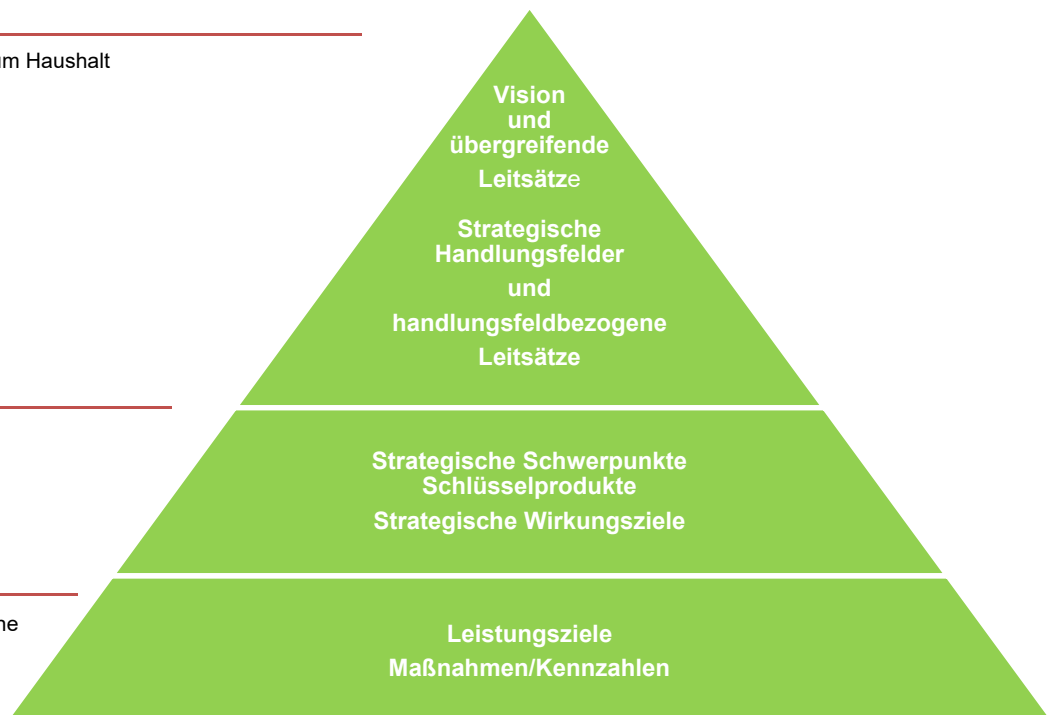 um Haushalt
Vision
und
übergreifende
Leitsätze
Strategische
Handlungsfelder
und
handlungsfeldbezogene
Leitsätze
Strategische Schwerpunkte
Schlüsselprodukte
Strategische Wirkungsziele
ne
Leistungsziele
Maßnahmen/Kennzahlen